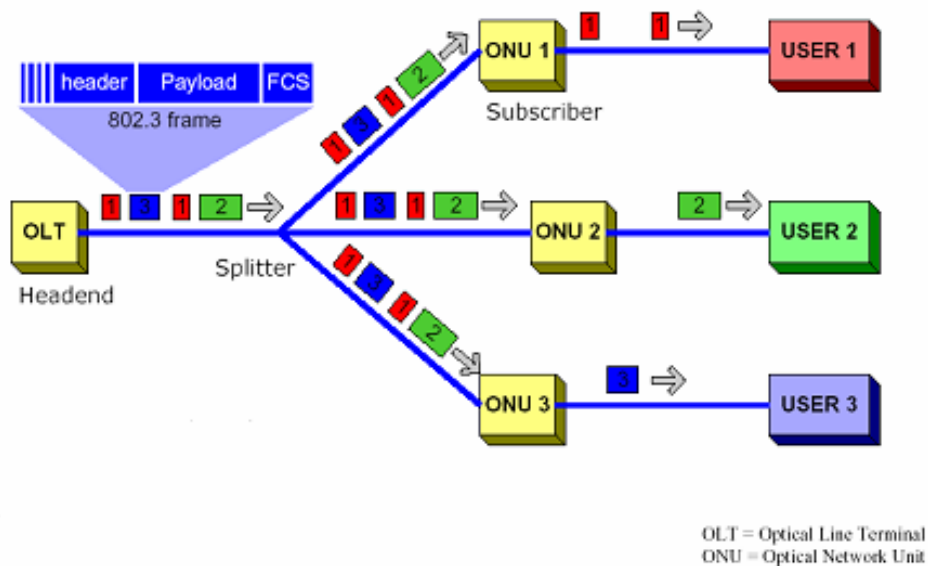 header Payload FCS
802.3 frame
OLT
Headend
1 3 1 2
Splitter
1 3 1 2
ONU 1
Subscriber
1 1
USER 1
1 3 1 2
ONU 2
2
USER 2
1 3 1 2
ONU 3
3
USER 3
OLT = Optical Line Terminal
ONU = Optical Network Unit